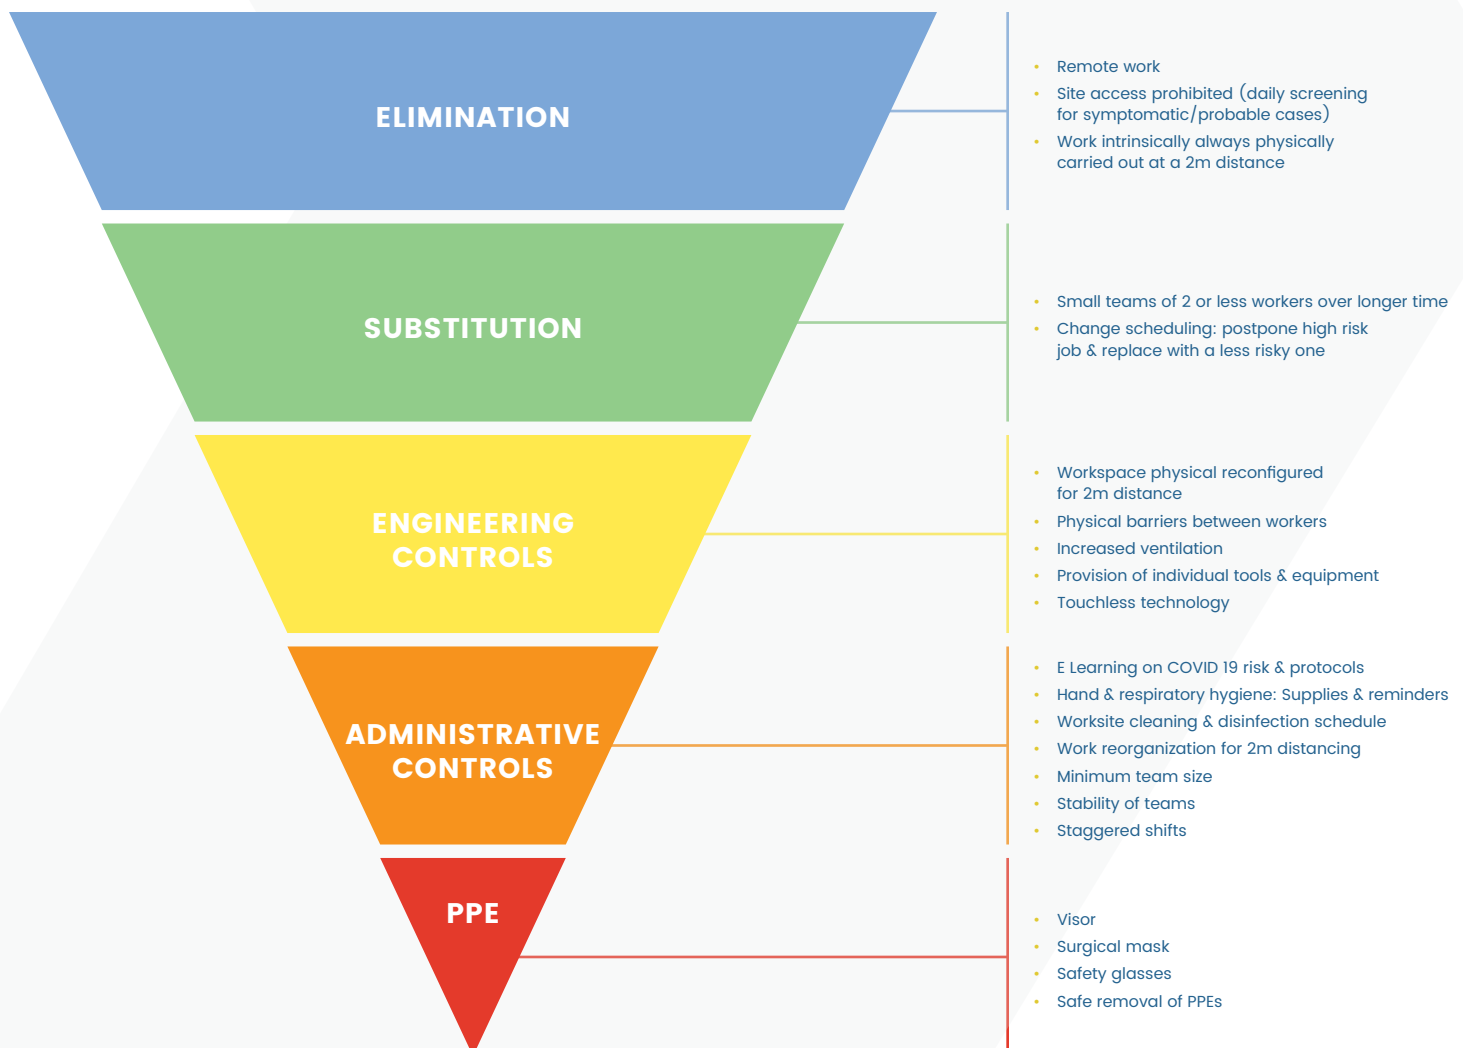 ELIMINATION
• Remote work
• Site access prohibited (daily screening
for symptomatic/probable cases)
• Work intrinsically always physically
carried out at a 2m distance
SUBSTITUTION
• Small teams of 2 or less workers over longer time
• Change scheduling: postpone high risk
job & replace with a less risky one
ENGINEERING
CONTROLS
• Workspace physical reconfigured
for 2m distance
• Physical barriers between workers
• Increased ventilation
• Provision of individual tools & equipment
• Touchless technology
ADMINISTRATIVE
CONTROLS
• E Learning on COVID 19 risk & protocols
• Hand & respiratory hygiene: Supplies & reminders
• Worksite cleaning & disinfection schedule
• Work reorganization for 2m distancing
• Minimum team size
• Stability of teams
• Staggered shifts
PPE
• Visor
• Surgical mask
• Safety glasses
• Safe removal of PPEs